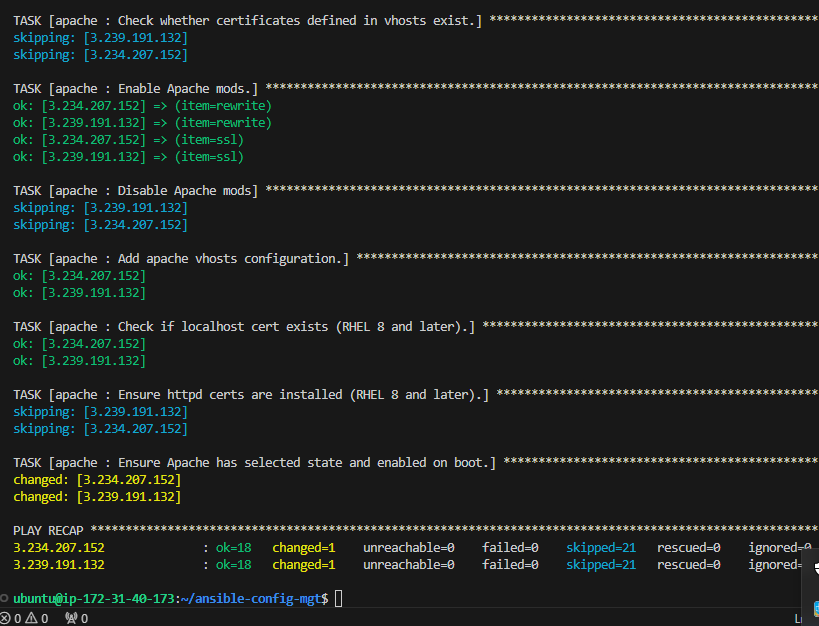 TASK [apache : Check whether certificates defined in vhosts exist.] ***********************************************
skipping: [3.239.191.132]
skipping: [3.234.207.152]
TASK [apache : Enable Apache mods.] *******************************************************************************
ok: [3.234.207.152] => (item=rewrite)
ok: [3.239.191.132] => (item=rewrite)
ok: [3.234.207.152] => (item=ssl)
ok: [3.239.191.132] => (item=ssl)
TASK [apache : Disable Apache mods] *******************************************************************************
skipping: [3.239.191.132]
skipping: [3.234.207.152]
TASK [apache : Add apache vhosts configuration.] ******************************************************************
ok: [3.234.207.152]
ok: [3.239.191.132]
TASK [apache : Check if localhost cert exists (RHEL 8 and later).] ************************************************
ok: [3.234.207.152]
ok: [3.239.191.132]
TASK [apache : Ensure httpd certs are installed (RHEL 8 and later).] **********************************************
skipping: [3.239.191.132]
skipping: [3.234.207.152]
TASK [apache : Ensure Apache has selected state and enabled on boot.] *********************************************
changed: [3.234.207.152]
changed: [3.239.191.132]
PLAY RECAP ********************************************************************************************************
3.234.207.152 : ok=18 changed=1 unreachable=0 failed=0 skipped=21 rescued=0 ignored=0
3.239.191.132 : ok=18 changed=1 unreachable=0 failed=0 skipped=21 rescued=0 ignored=
ubuntu@ip-172-31-40-173:~/ansible-config-mgt$
0 0 0